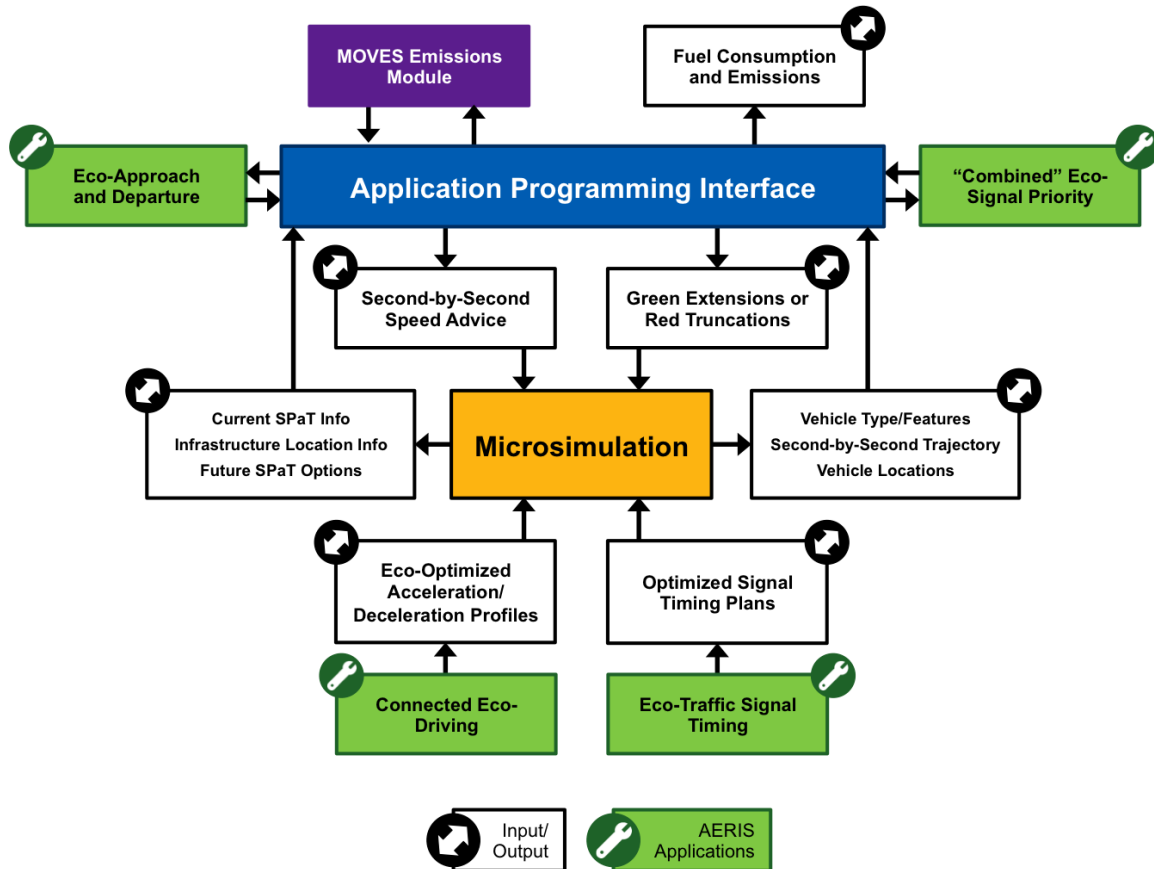 MOVES Emissions
Module
Fuel Consumption
and Emissions
Eco-Approach
and Departure
Application Programming Interface
“Combined” Eco-
Signal Priority
Second-by-Second
Speed Advice
Green Extensions or
Red Truncations
Current SPaT Info
Infrastructure Location Info
Future SPaT Options
Microsimulation
Vehicle Type/Features
Second-by-Second Trajectory
Vehicle Locations
Eco-Optimized
Acceleration/
Deceleration Profiles
Optimized Signal
Timing Plans
Connected Eco-
Driving
Eco-Traffic Signal
Timing
Input/
Output
AERIS
Applications